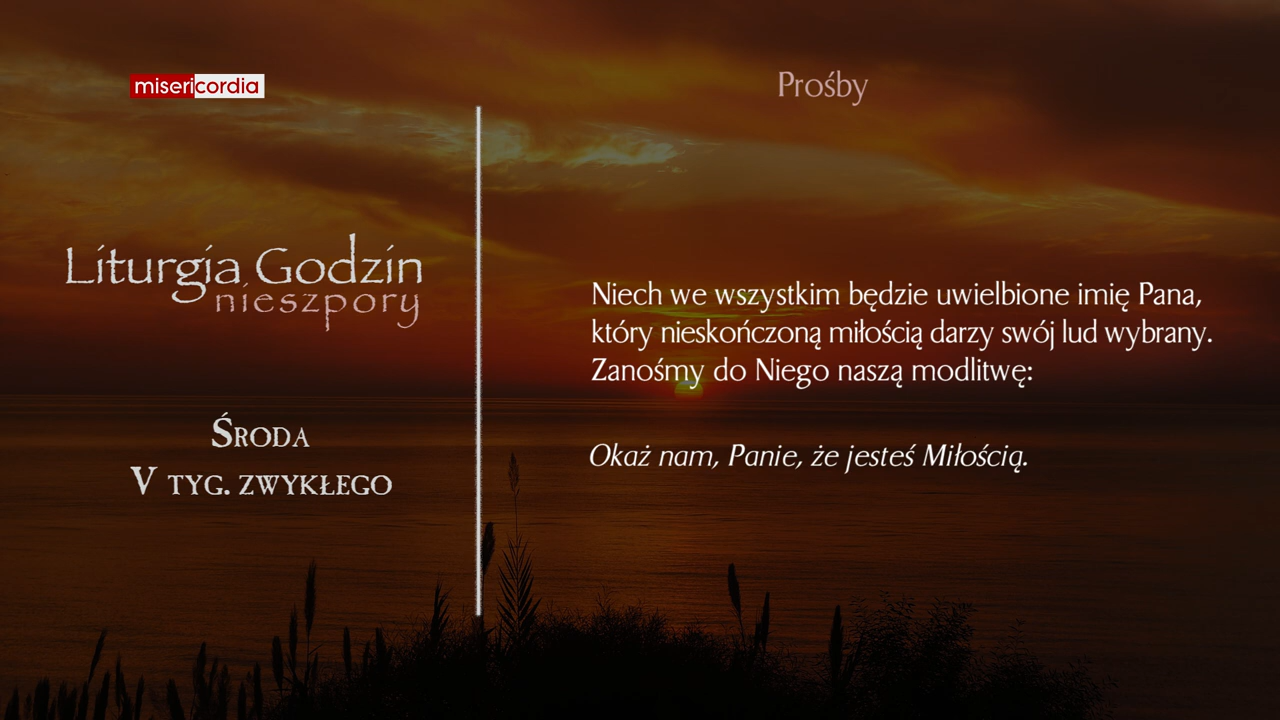 misericordia
Prośby
Liturgia Godzin
nieszpory
Środa
V tyg. zwykłego
Niech we wszystkim będzie uwielbione imię Pana,
który nieskończoną miłością darzy swój lud wybrany.
Zanośmy do Niego naszą modlitwę:
Okaż nam, Panie, że jesteś Miłością.